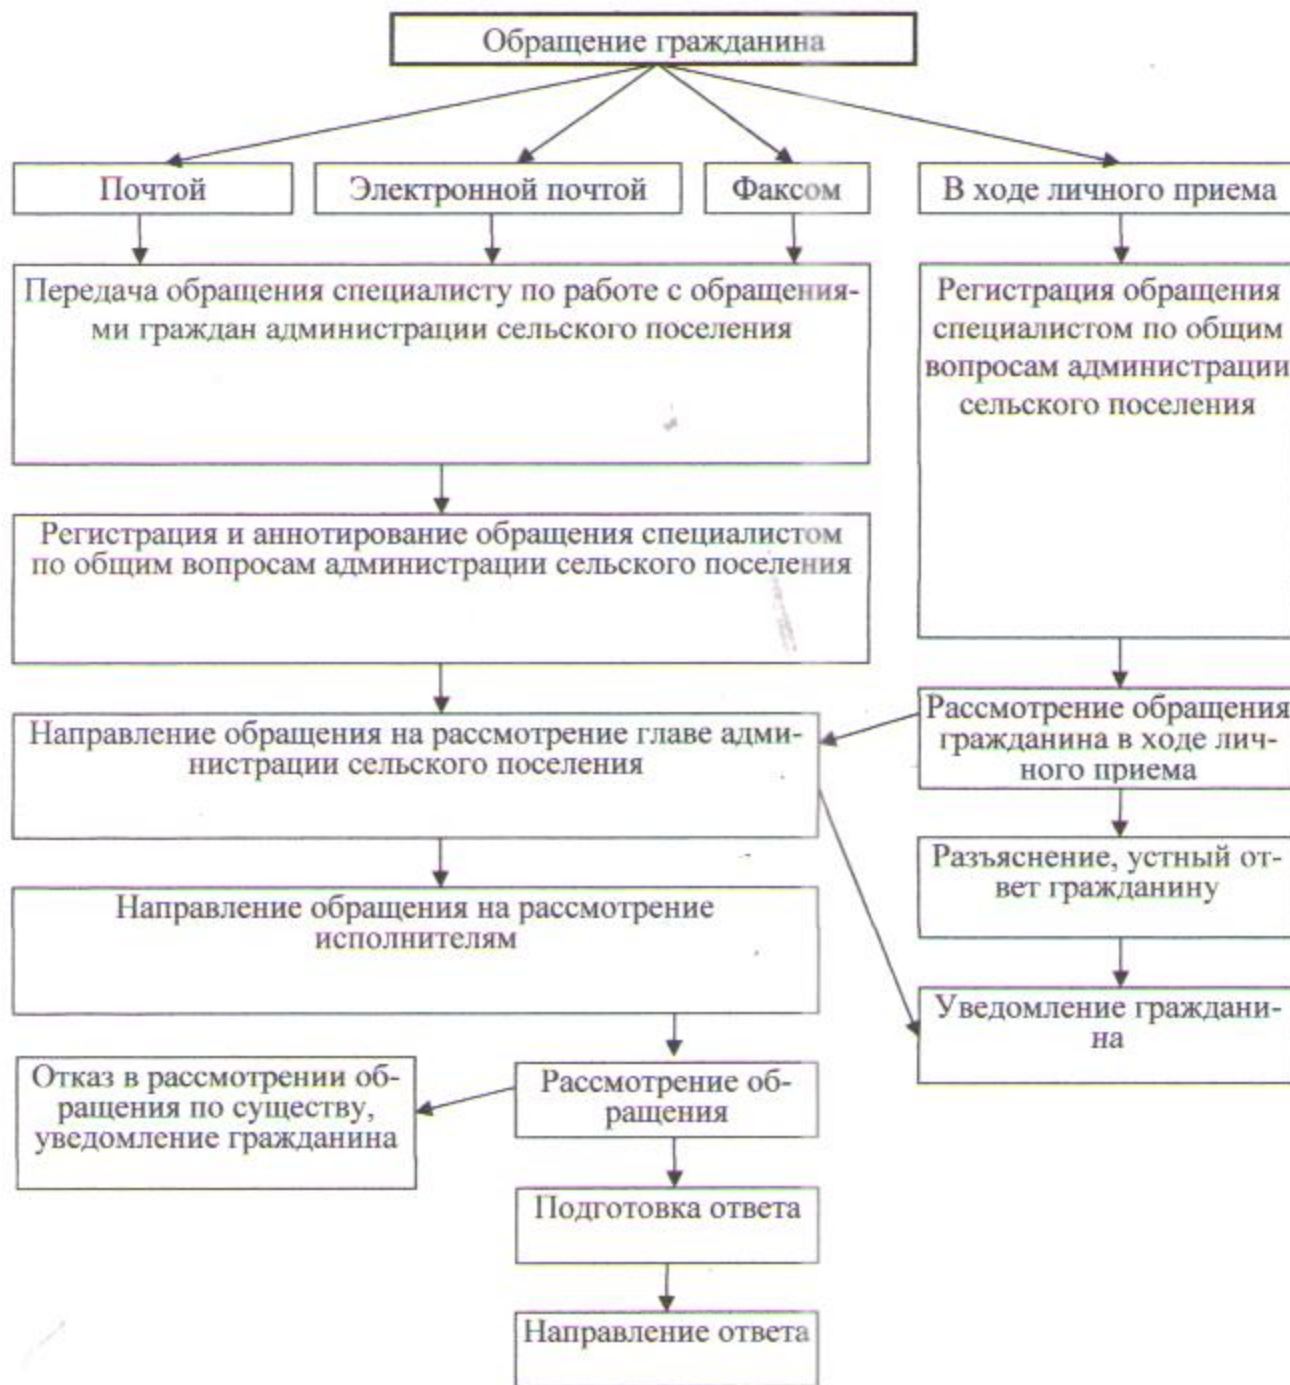 Обращение гражданина
Почтой
Электронной почтой
Факсом
В ходе личного приема
Передача обращения специалисту по работе с обращения-
ми граждан администрации сельского поселения
Регистрация обращения
специалистом по общим
вопросам администрации
сельского поселения
Регистрация и аннотирование обращения специалистом
по общим вопросам администрации сельского поселения
Направление обращения на рассмотрение главе адми-
нистрации сельского поселения
Рассмотрение обращения
гражданина в ходе лич-
ного приема
Разъяснение, устный от-
вет гражданину
Направление обращения на рассмотрение
исполнителям
Уведомление граждани-
на
Отказ в рассмотрении об-
ращения по существу,
уведомление гражданина
Рассмотрение об-
ращения
Подготовка ответа
Направление ответа